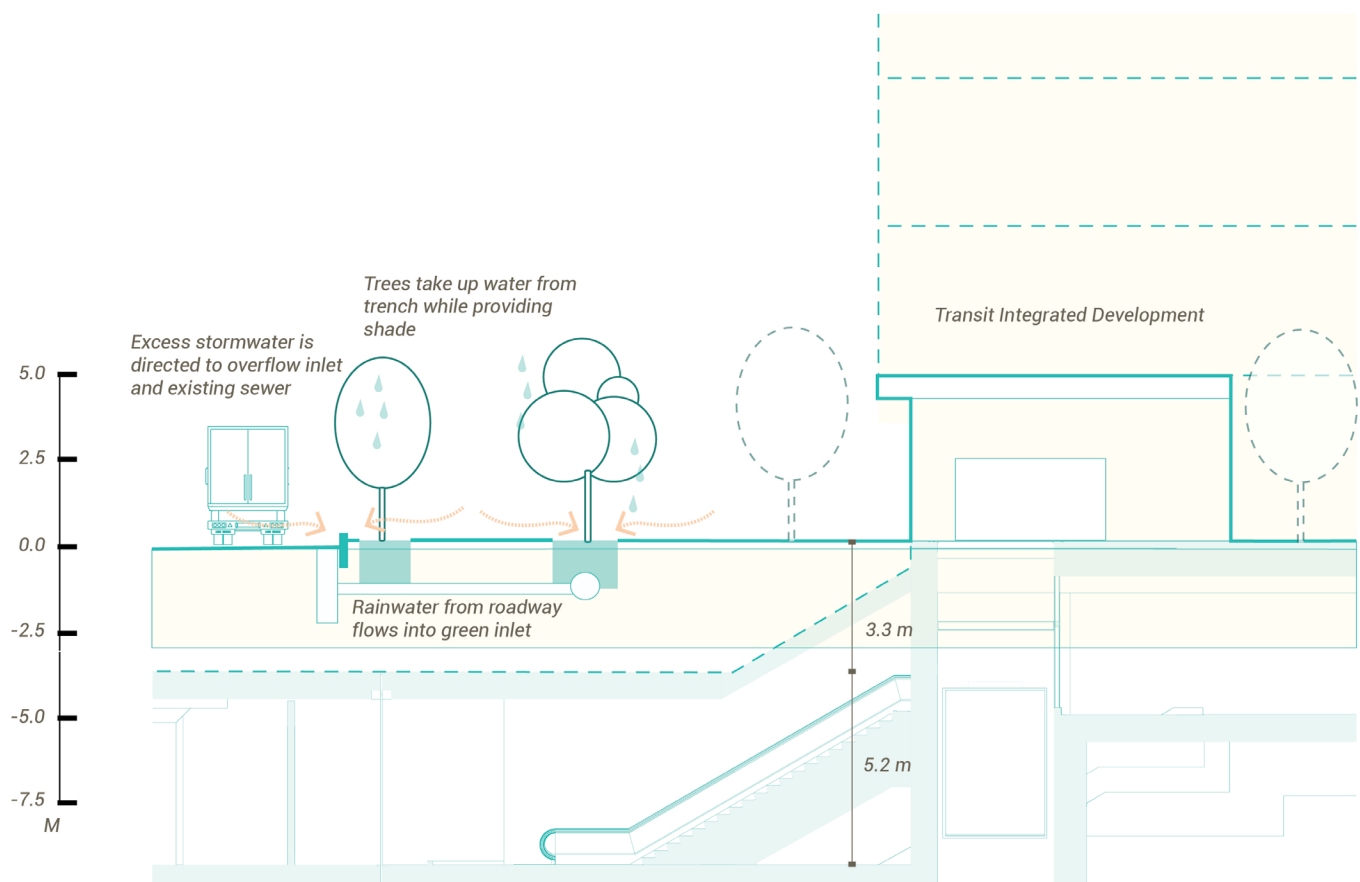 Trees take up water from
trench while providing
shade
Excess stormwater is
directed to overflow inlet
and existing sewer
Transit Integrated Development
5.0
2.5
0.0
-2.5
-5.0
-7.5
M
Rainwater from roadway
flows into green inlet
3.3 m
5.2 m